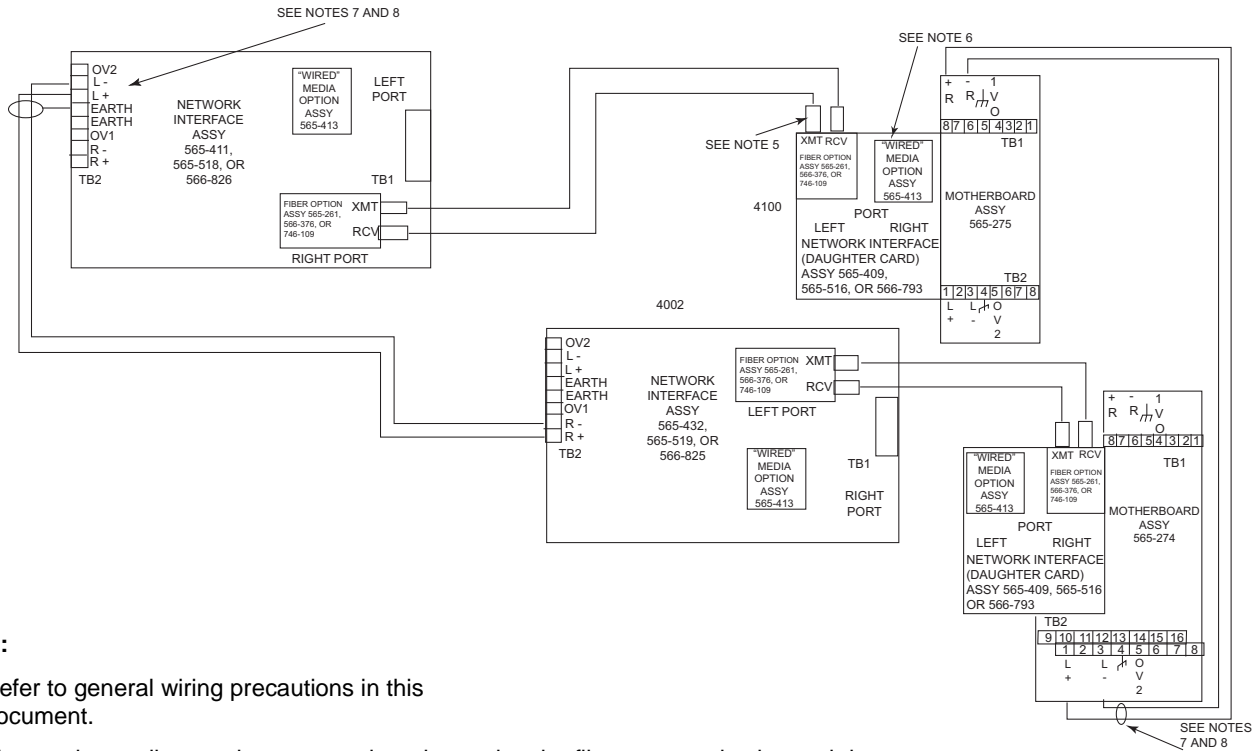 SEE NOTES 7 AND 8
OV2
L -
L +
EARTH
EARTH
OV1
R -
R +
TB2
NETWORK
INTERFACE
ASSY
565-411,
565-518, OR
566-826
"WIRED"
MEDIA
OPTION
ASSY
565-413
LEFT
PORT
TB1
FIBER OPTION
ASSY 565-261,
566-376, OR
746-109
XMT
RCV
RIGHT PORT
SEE NOTE 6
SEE NOTE 5
XMT RCV
FIBER OPTION
ASSY 565-261,
566-376, OR
746-109
"WIRED"
MEDIA
OPTION
ASSY
565-413
4100
PORT
LEFT RIGHT
NETWORK INTERFACE
(DAUGHTER CARD)
ASSY 565-409,
565-516, OR 566-793
+ - 1
R R V
O
8 7 6 5 4 3 2 1
TB1
MOTHERBOARD
ASSY
565-275
TB2
1 2 3 4 5 6 7 8
L L O
+ - V
2
4002
OV2
L -
L +
EARTH
EARTH
OV1
R -
R +
TB2
NETWORK
INTERFACE
ASSY
565-432,
565-519, OR
566-825
FIBER OPTION
ASSY 565-261,
566-376, OR
746-109
XMT
RCV
LEFT PORT
"WIRED"
MEDIA
OPTION
ASSY
565-413
TB1
RIGHT
PORT
"WIRED"
MEDIA
OPTION
ASSY
565-413
XMT RCV
FIBER OPTION
ASSY 565-261,
566-376, OR
746-109
PORT
LEFT RIGHT
NETWORK INTERFACE
(DAUGHTER CARD)
ASSY 565-409, 565-516
OR 566-793
+ - 1
R R V
O
8 7 6 5 4 3 2 1
TB1
MOTHERBOARD
ASSY
565-274
TB2
9 10 11 12 13 14 15 16
1 2 3 4 5 6 7 8
L L O
+ - V
2
SEE NOTES
7 AND 8
:
efer to general wiring precautions in this
ocument.